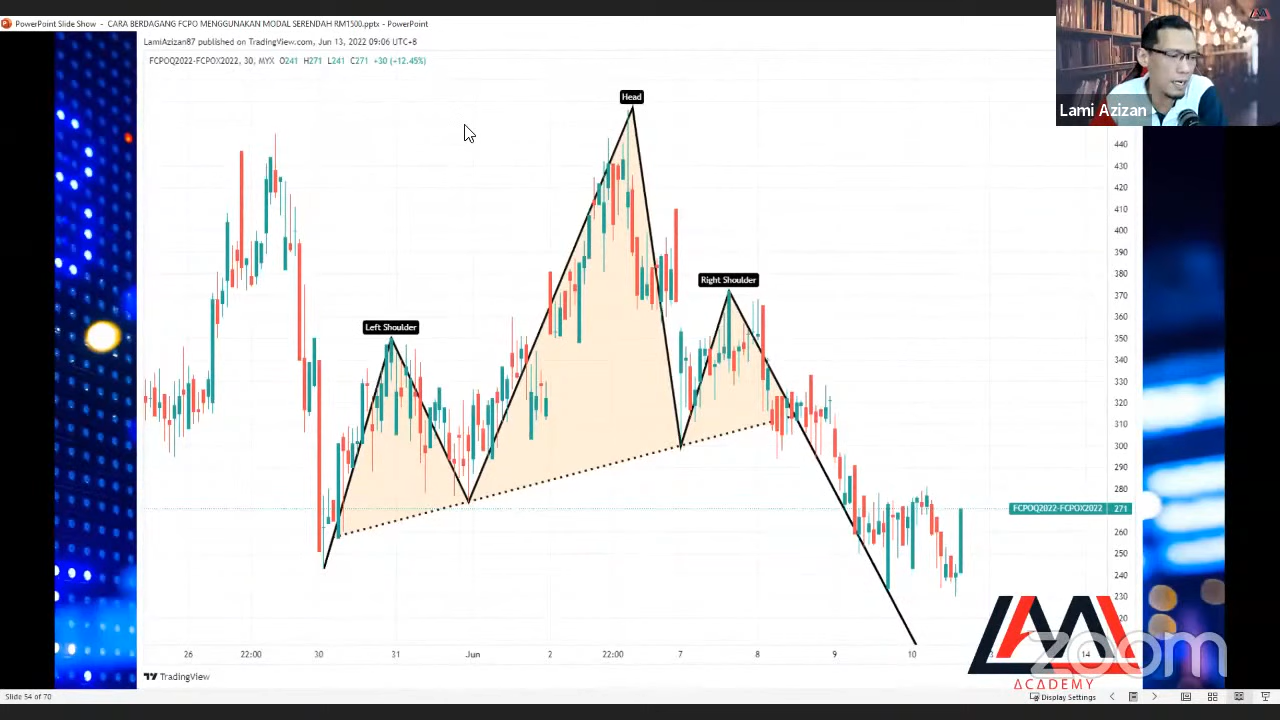 PowerPoint Slide Show - CARA BERDAGANG FCPO MENGGUNAKAN MODAL SERENDAH RM1500.pptx - PowerPoint
LamiAzizan87 published on TradingView.com, Jun 13, 2022 09:06 UTC+8
FCPOQ2022-FCPOX2022, 30, MYX O241 H271 L241 C271 +30 (+12.45%)
Lami Azizan
Head
Right Shoulder
Left Shoulder
440
430
420
410
400
390
380
370
360
350
340
330
320
310
300
290
280
FCPOQ2022-FCPOX2022 271
260
250
240
230
20
26 22:00 30 31 Jun 2 22:00 7 8 9 10 14
TradingView
LAMI
ACADEMY
zoom
Slide 54 of 70
Display Settings